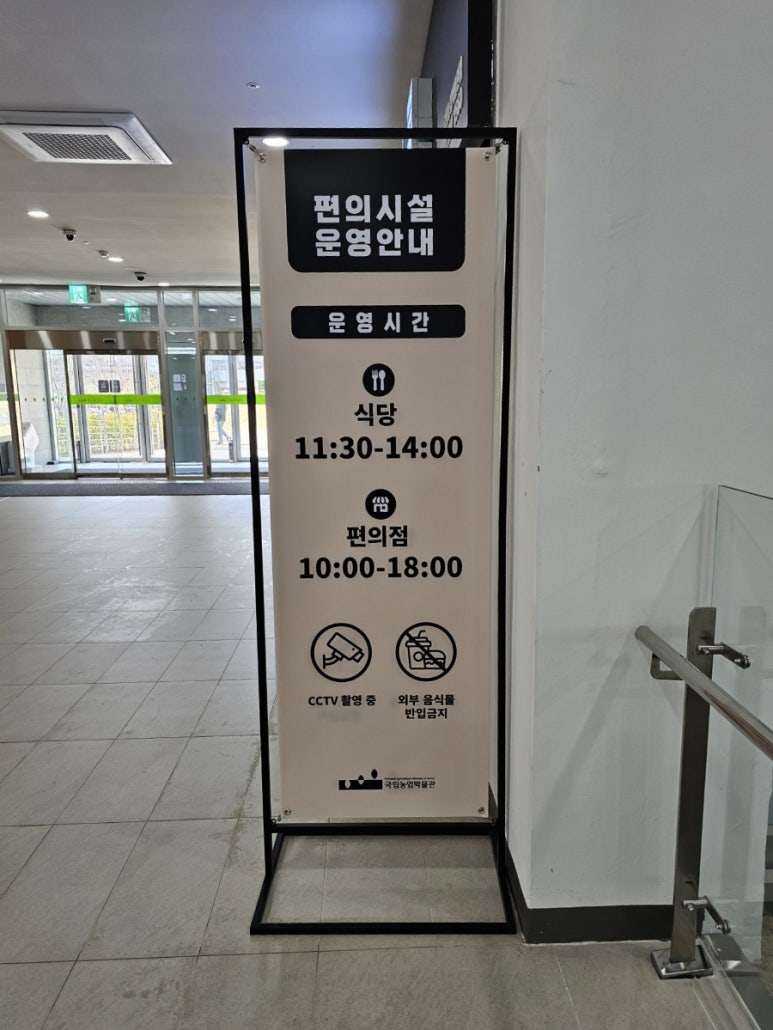 편의시설
운영안내
운영시간
식당
11:30-14:00
편의점
10:00-18:00
CCTV 촬영 중
외부 음식물
반입금지
국립농업박물관